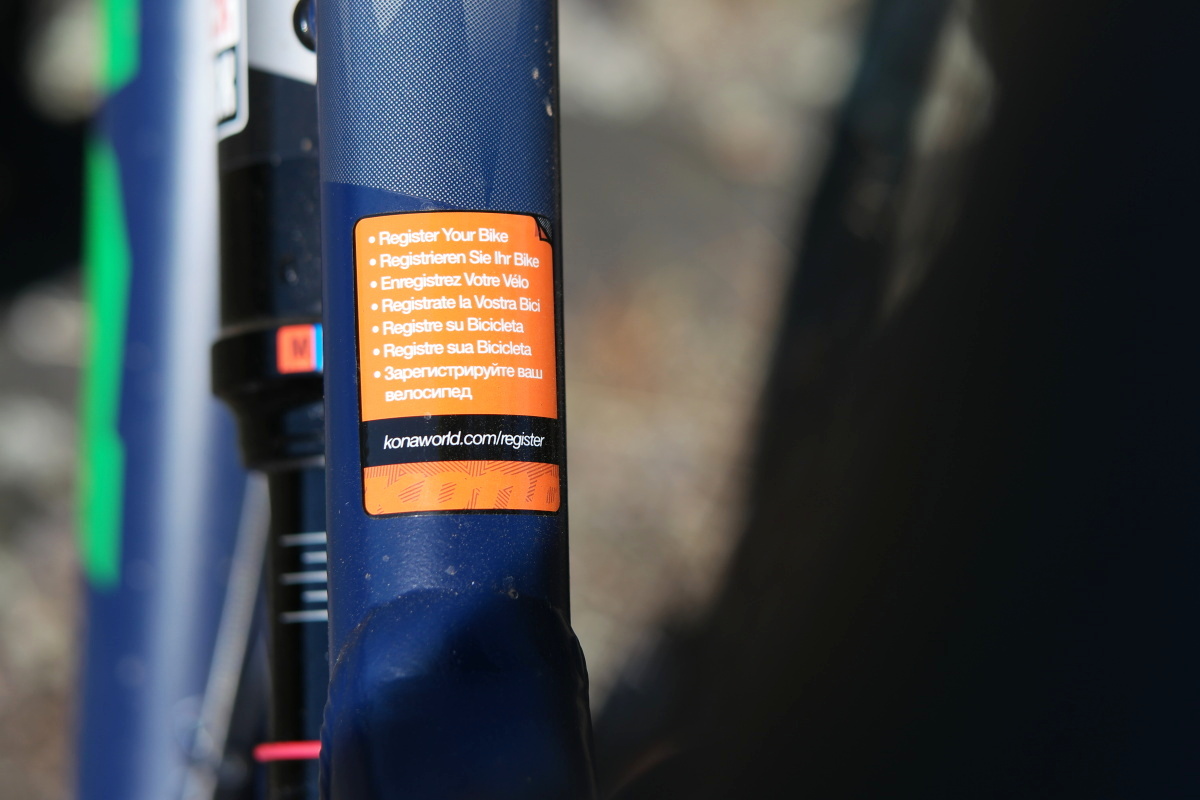 • Register Your Bike
• Registrieren Sie Ihr Bike
• Enregistrez Votre Vélo
• Registrate la Vostra Bici
• Registre su Bicicleta
• Registre sua Bicicleta
• Зарегистрируйте ваш
велосипед
konaworld.com/register
kona
M